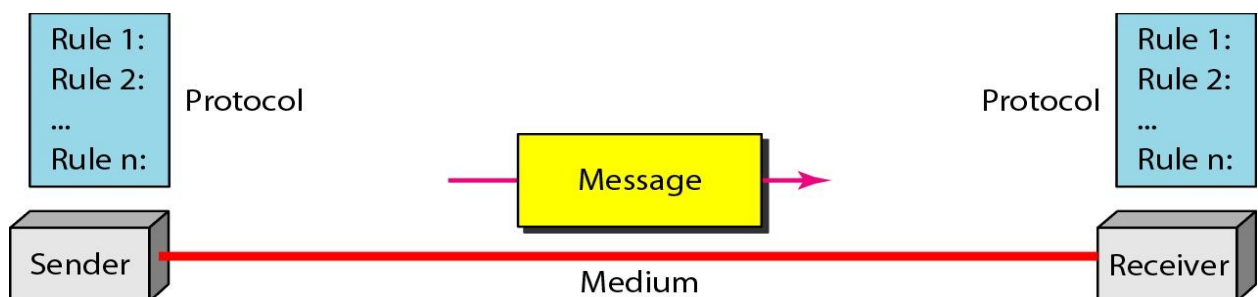 Rule 1:
Rule 2:
...
Rule n:
Protocol
Message
Protocol
Rule 1:
Rule 2:
...
Rule n:
Sender
Medium
Receiver